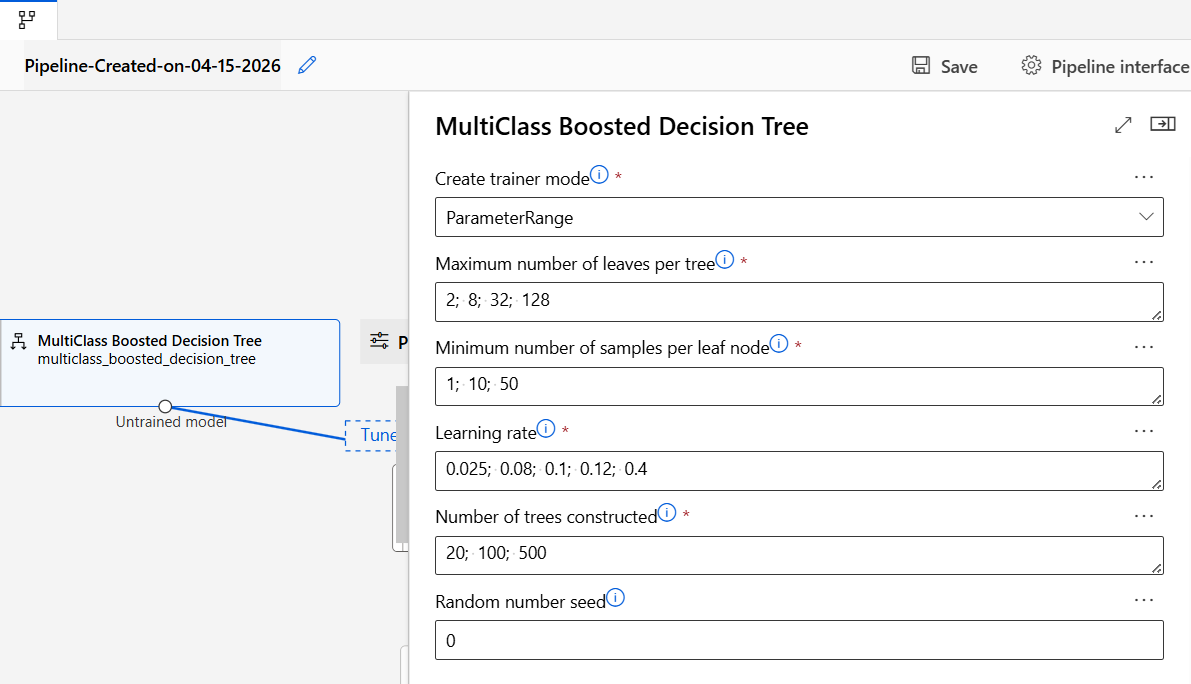 Pipeline-Created-on-04-15-2026
Save
Pipeline interface
MultiClass Boosted Decision Tree
multiclass_boosted_decision_tree
Untrained model
Tune
P
MultiClass Boosted Decision Tree
Create trainer mode *
ParameterRange
Maximum number of leaves per tree *
2; 8; 32; 128
Minimum number of samples per leaf node *
1; 10; 50
Learning rate *
0.025; 0.08; 0.1; 0.12; 0.4
Number of trees constructed *
20; 100; 500
Random number seed
0